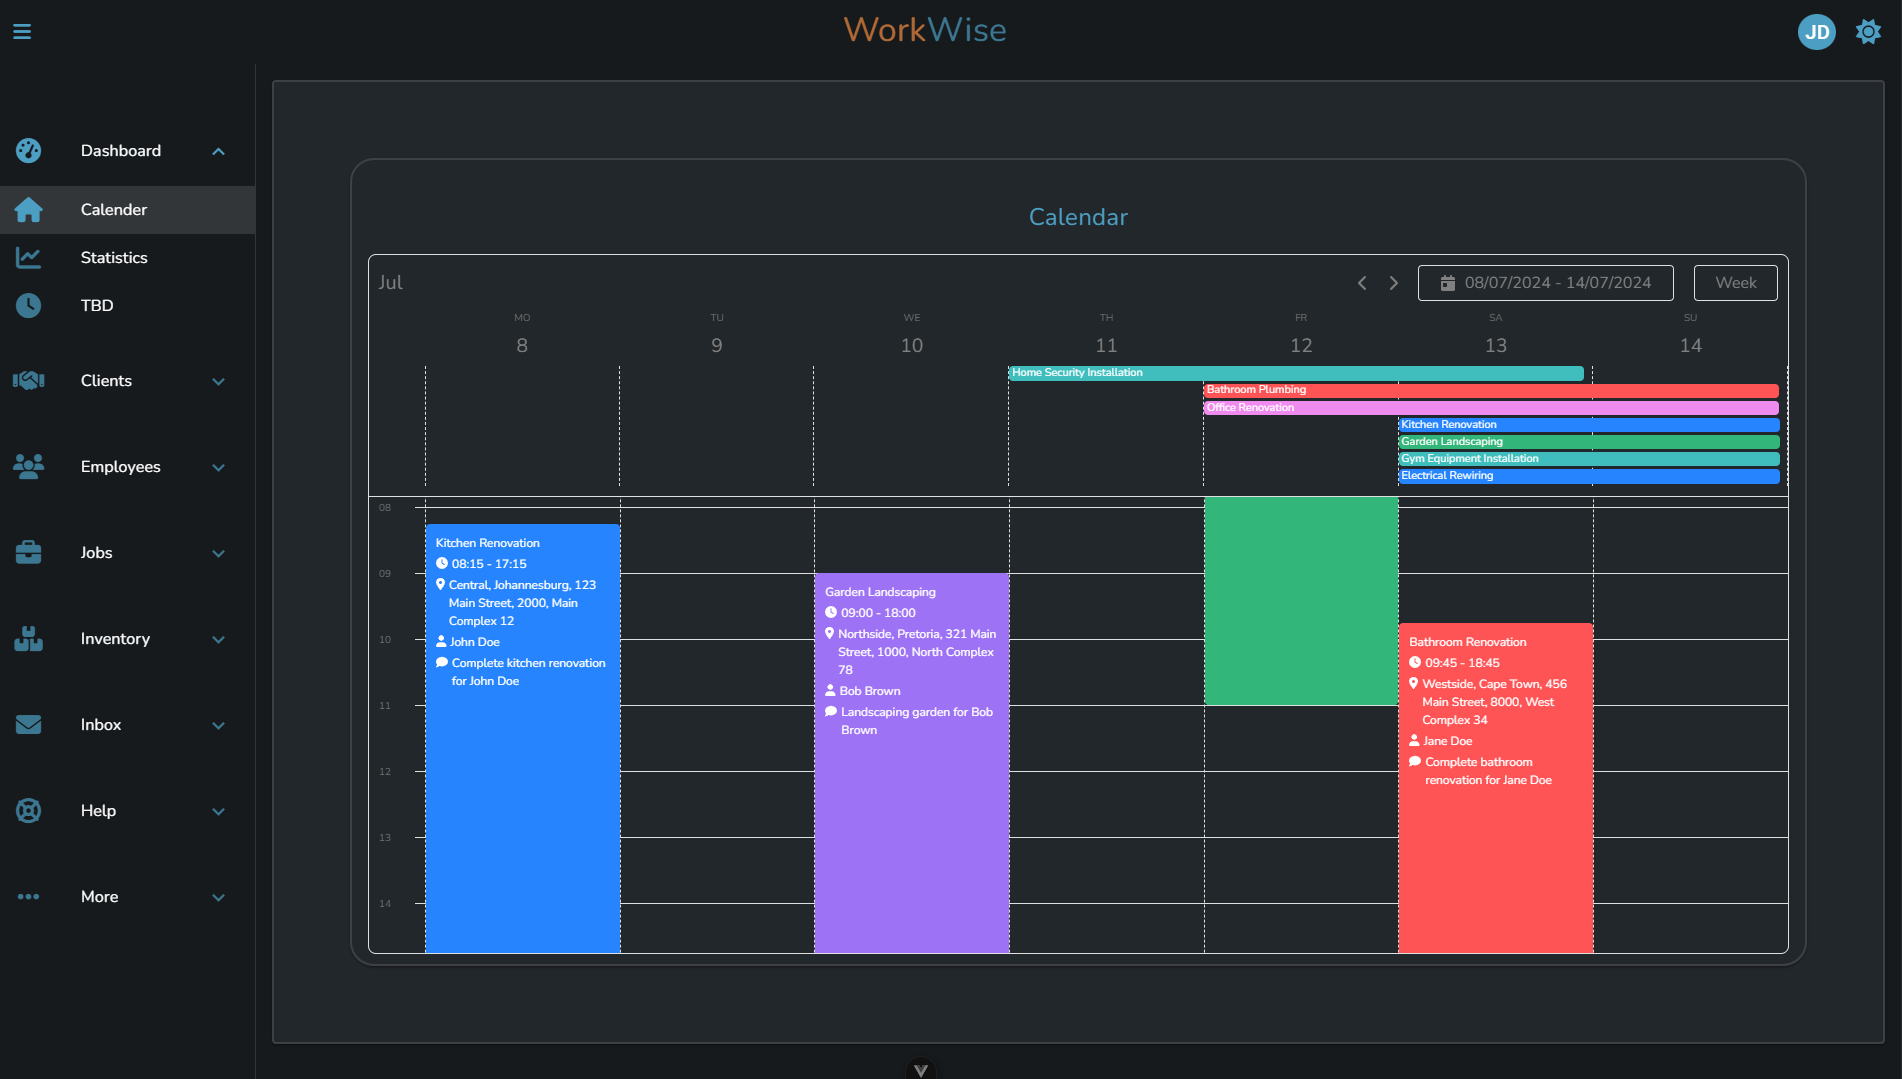 WorkWise
JD
Dashboard
Calender
Statistics
TBD
Clients
Employees
Jobs
Inventory
Inbox
Help
More
Calendar
Jul
08/07/2024 - 14/07/2024
Week
MO
TU
WE
TH
FR
SA
SU
8
9
10
11
12
13
14
Home Security Installation
Bathroom Plumbing
Office Renovation
Kitchen Renovation
Garden Landscaping
Gym Equipment Installation
Electrical Rewiring
08
09
10
11
12
13
14
Kitchen Renovation
08:15 - 17:15
Central, Johannesburg, 123
Main Street, 2000, Main
Complex 12
John Doe
Complete kitchen renovation
for John Doe
Garden Landscaping
09:00 - 18:00
Northside, Pretoria, 321 Main
Street, 1000, North Complex
78
Bob Brown
Landscaping garden for Bob
Brown
Bathroom Renovation
09:45 - 18:45
Westside, Cape Town, 456
Main Street, 8000, West
Complex 34
Jane Doe
Complete bathroom
renovation for Jane Doe